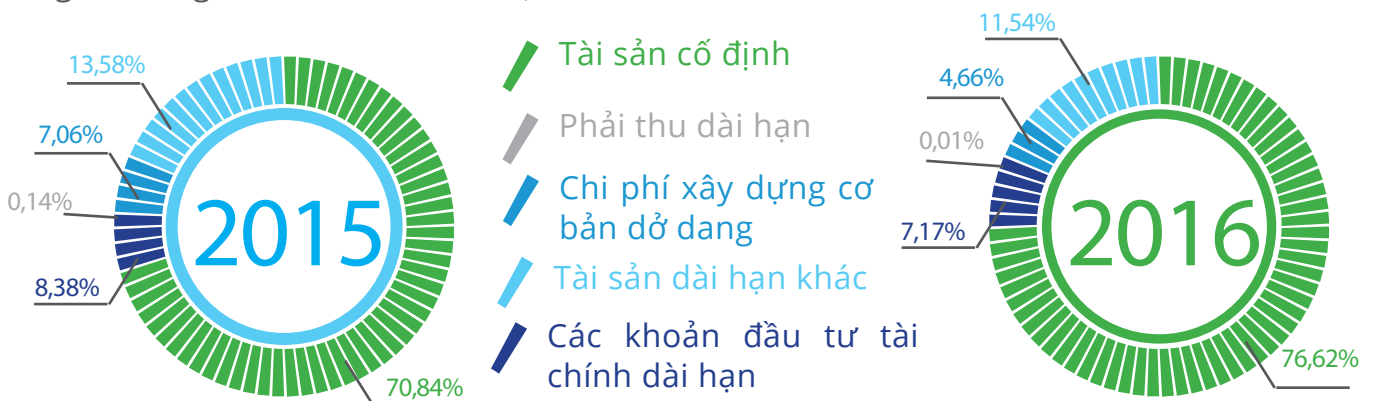 13,58%
7,06%
0,14%
8,38%
70,84%
2015
Tài sản cố định
Phải thu dài hạn
Chi phí xây dựng cơ
bản dở dang
Tài sản dài hạn khác
Các khoản đầu tư tài
chính dài hạn
11,54%
4,66%
0,01%
7,17%
76,62%
2016